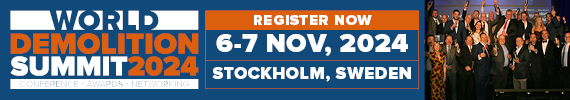 WORLD
DEMOLITION
SUMMIT2024
CONFERENCE • AWARDS • NETWORKING
REGISTER NOW
6-7 NOV, 2024
STOCKHOLM, SWEDEN